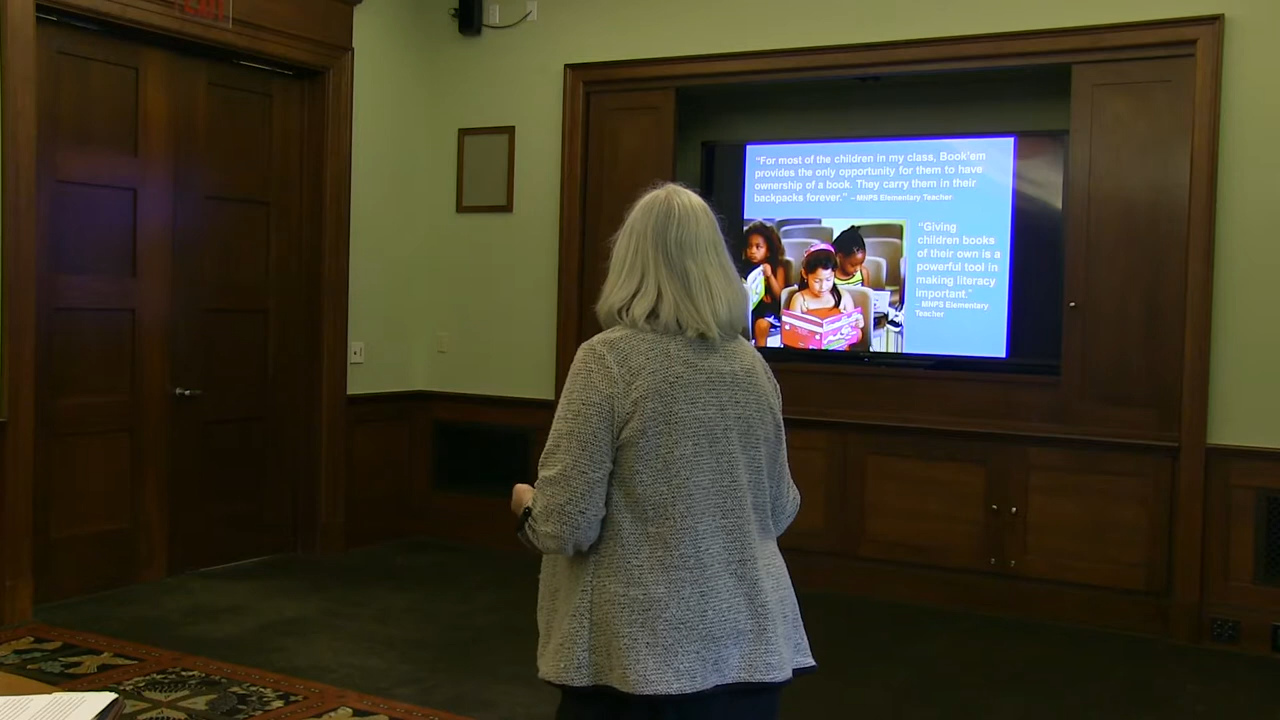 EXIT
“For most of the children in my class, Book’em
provides the only opportunity for them to have
ownership of a book. They carry them in their
backpacks forever.” – MNPS Elementary Teacher
“Giving
children books
of their own is a
powerful tool in
making literacy
important.”
– MNPS Elementary
Teacher